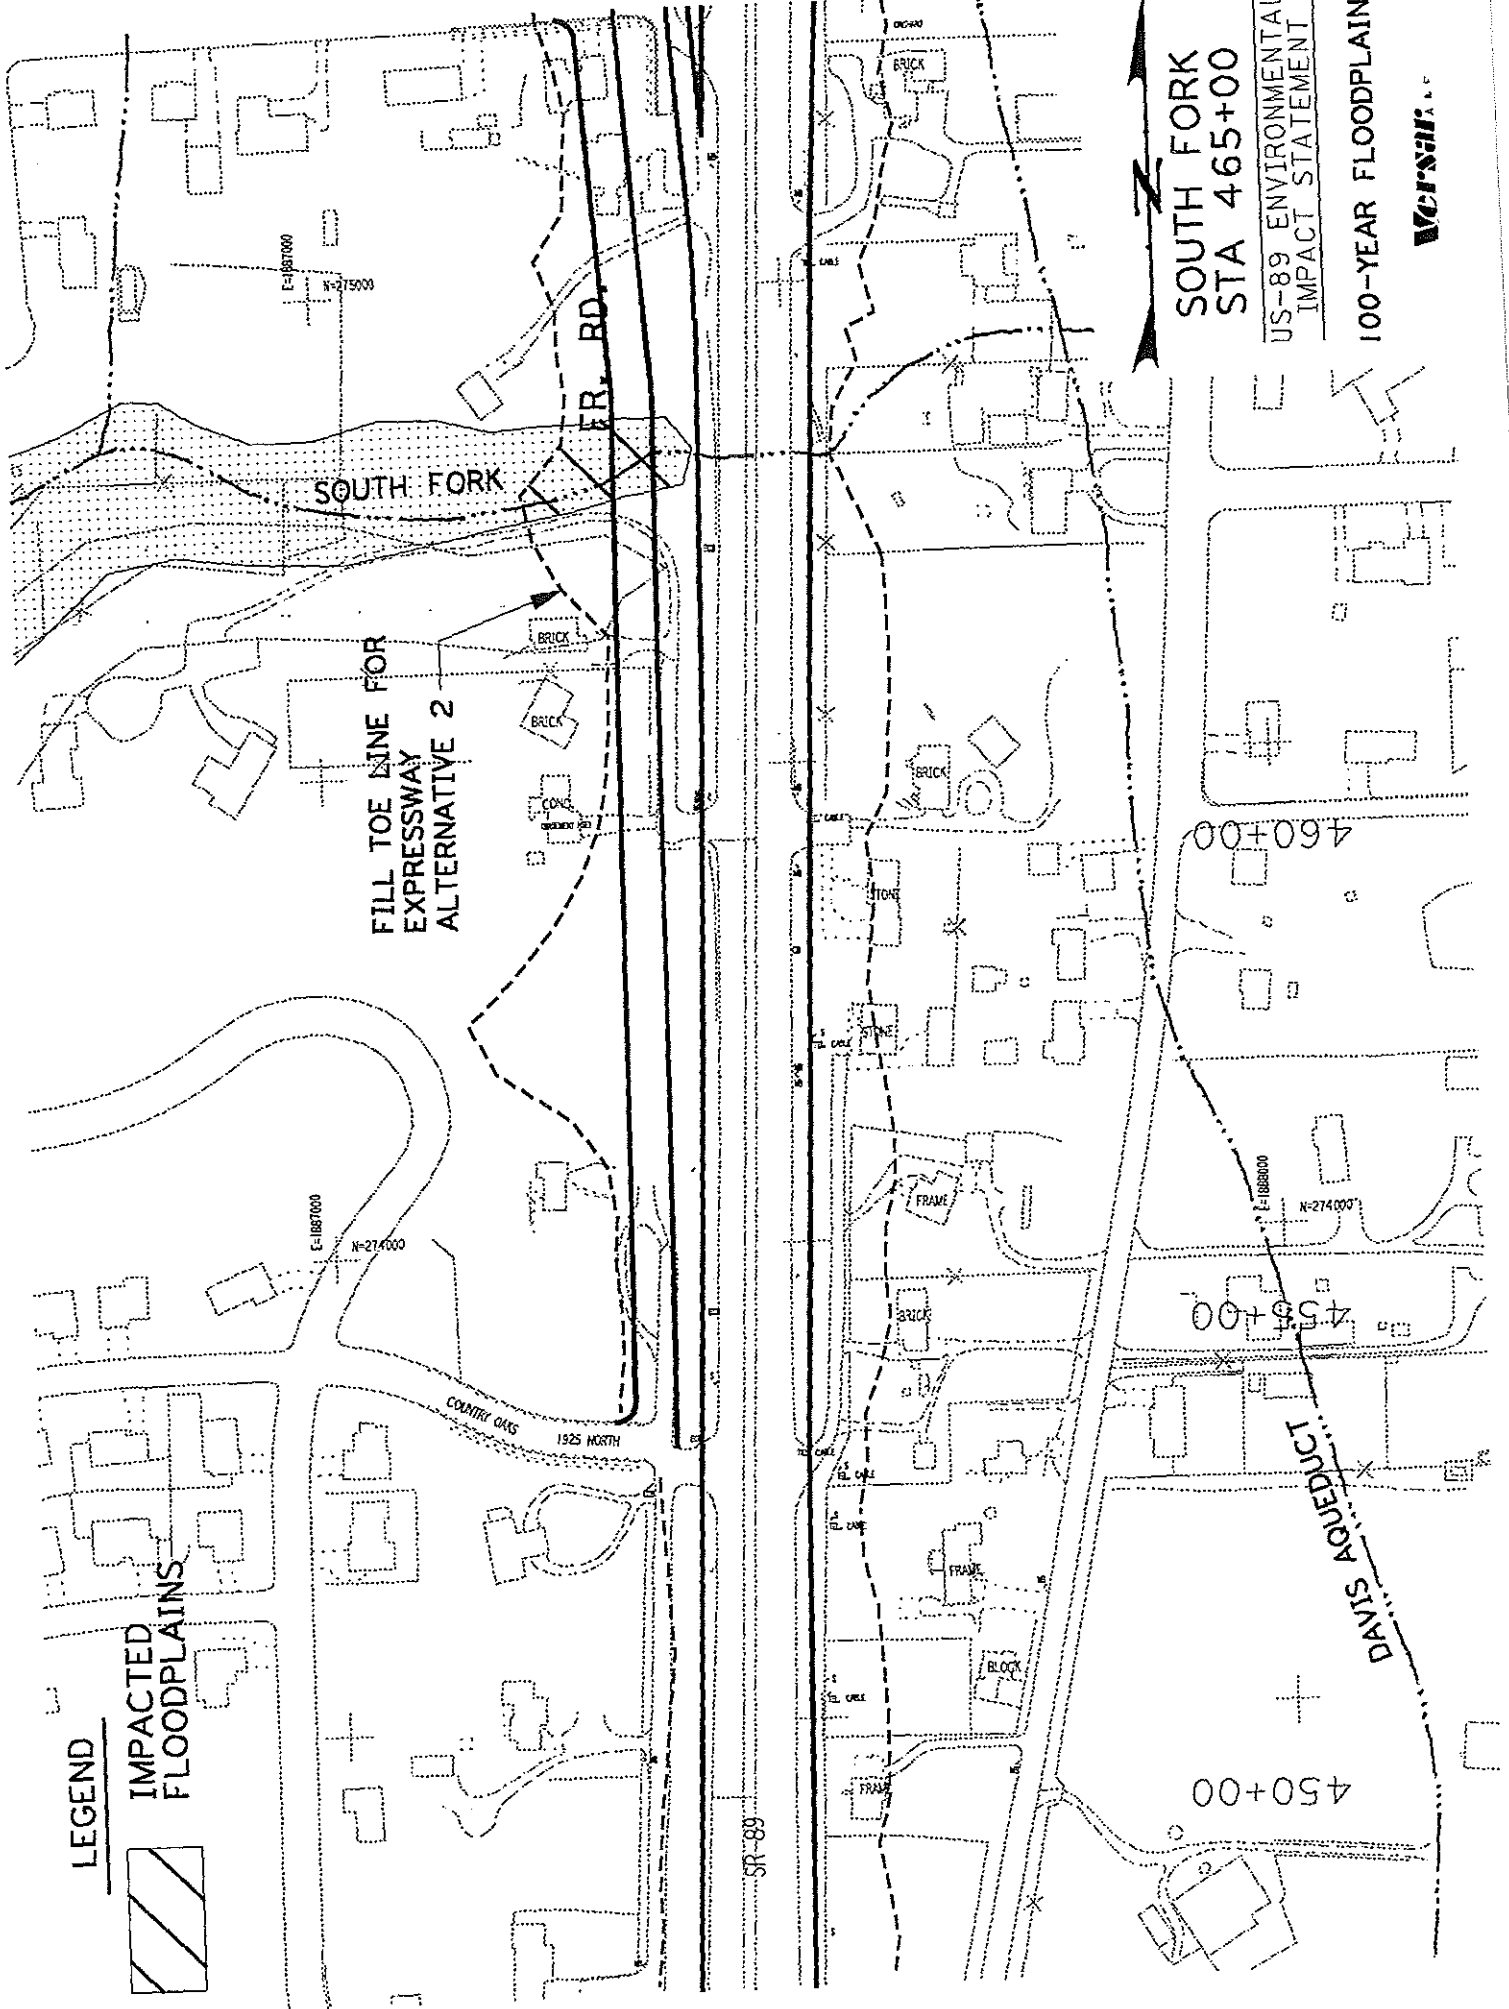 LEGEND
IMPACTED
FLOODPLAINS
SOUTH FORK
FR. RD.
FILL TOE LINE FOR
EXPRESSWAY
ALTERNATIVE 2
E=1887000
N=275000
E=1887000
N=274000
E=1888000
N=274000
COUNTRY OAKS
1925 NORTH
SR-89
BRICK
BRICK
CONC
BRICK
BRICK
STONE
STONE
FRAME
BRICK
FRAME
BLOCK
FRAME
TEL CABLE
460+00
455+00
450+00
DAVIS AQUEDUCT
N
SOUTH FORK
STA 465+00
US-89 ENVIRONMENTAL
IMPACT STATEMENT
100-YEAR FLOODPLAIN
Versar